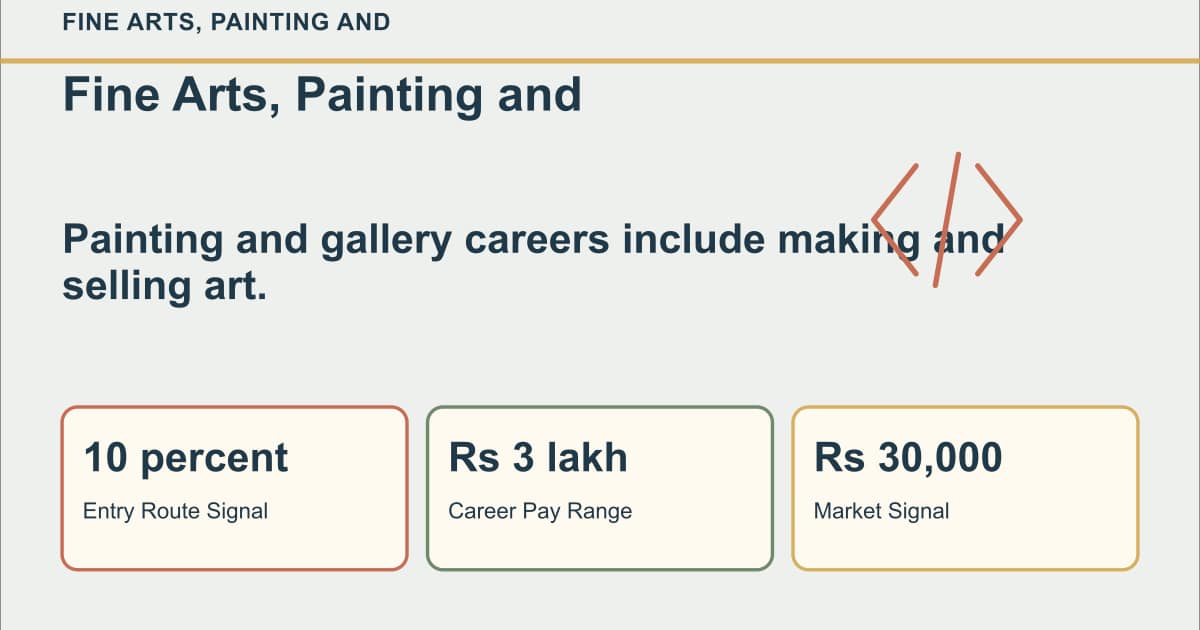 FINE ARTS, PAINTING AND
Fine Arts, Painting and
Painting and gallery careers include making and
selling art.
10 percent
Entry Route Signal
Rs 3 lakh
Career Pay Range
Rs 30,000
Market Signal